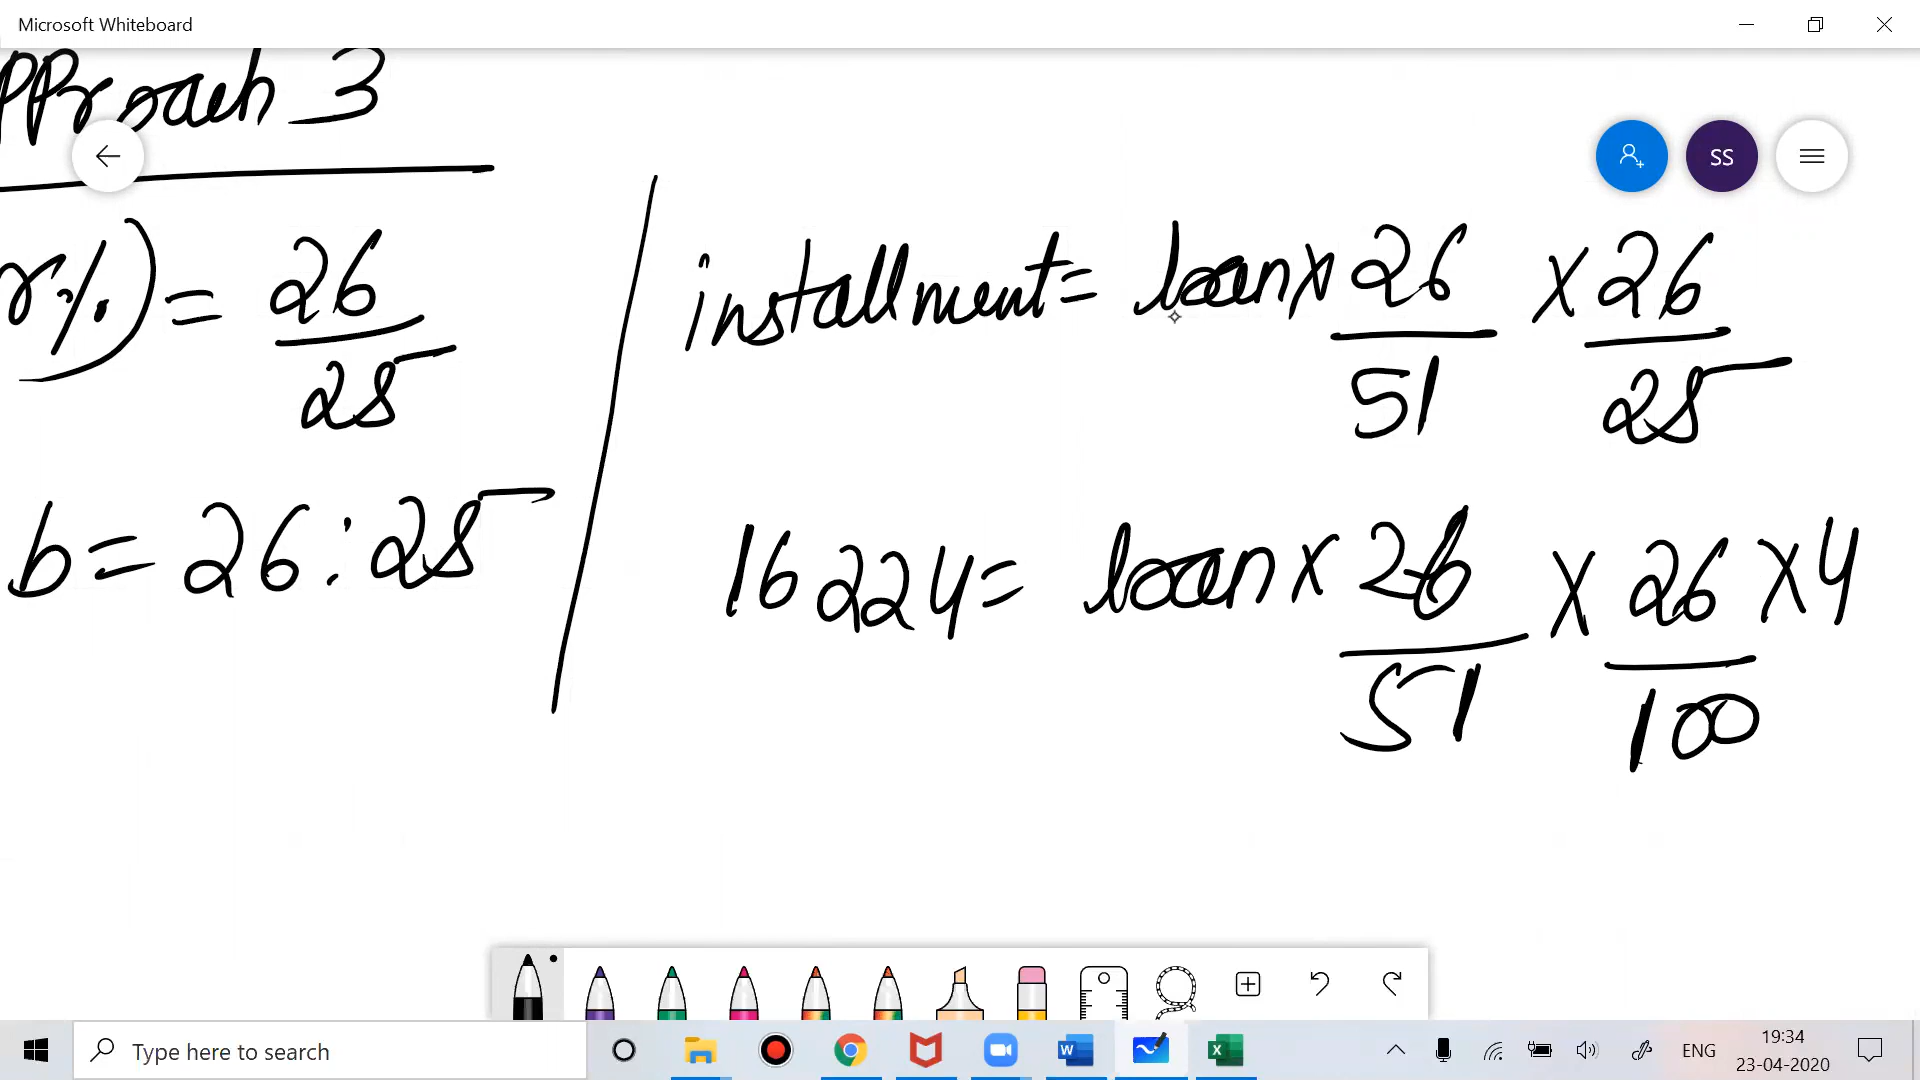 Microsoft Whiteboard
pproach 3
SS
r%) = 26/25
installment = loan x 26/51 x 26/25
b = 26 : 25
16224 = loan x 26/51 x 26/100 x 4
Type here to search
ENG
19:34
23-04-2020